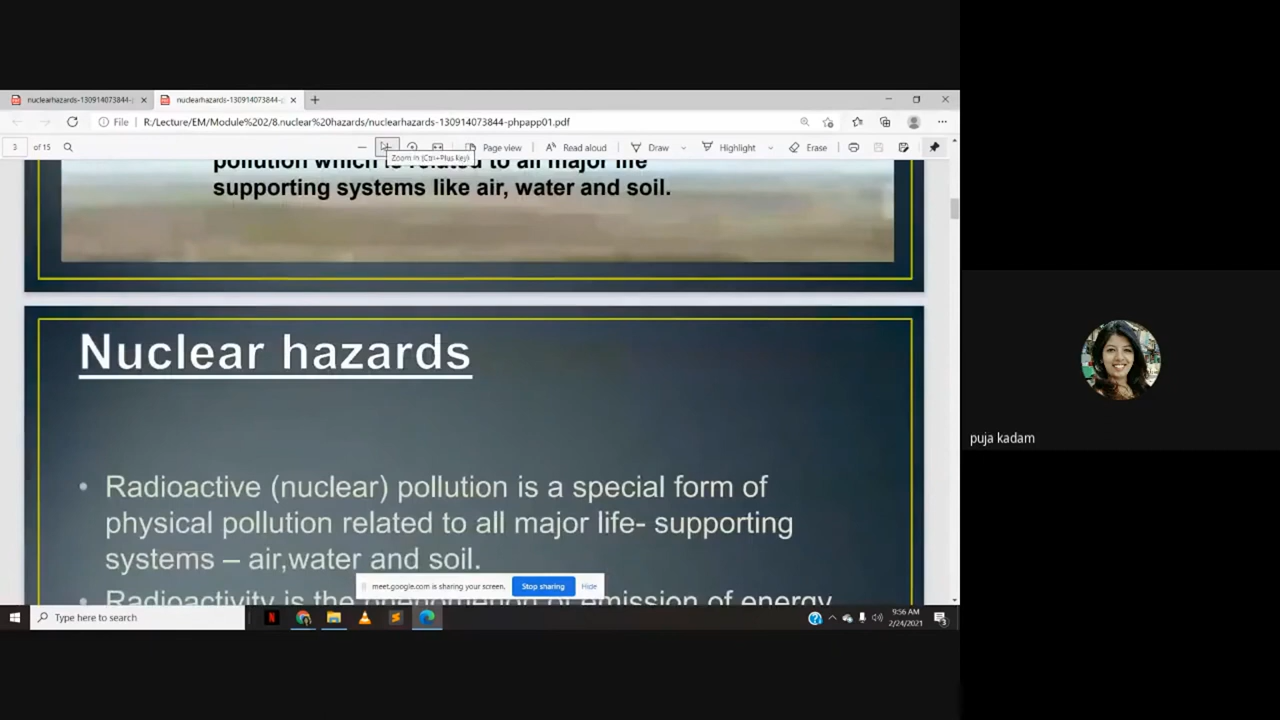 nuclearhazards-130914073844-p
nuclearhazards-130914073844-p
File
R:/Lecture/EM/Module%202/8.nuclear%20hazards/nuclearhazards-130914073844-phpapp01.pdf
3 of 15
Page view
Read aloud
Draw
Highlight
Erase
Zoom in (Ctrl+Plus key)
pollution which is related to all major life
supporting systems like air, water and soil.
Nuclear hazards
• Radioactive (nuclear) pollution is a special form of
physical pollution related to all major life- supporting
systems – air,water and soil.
• Radioactivity is the phenomenon of emission of energy
meet.google.com is sharing your screen.
Stop sharing
Hide
puja kadam
Type here to search
9:56 AM
2/24/2021